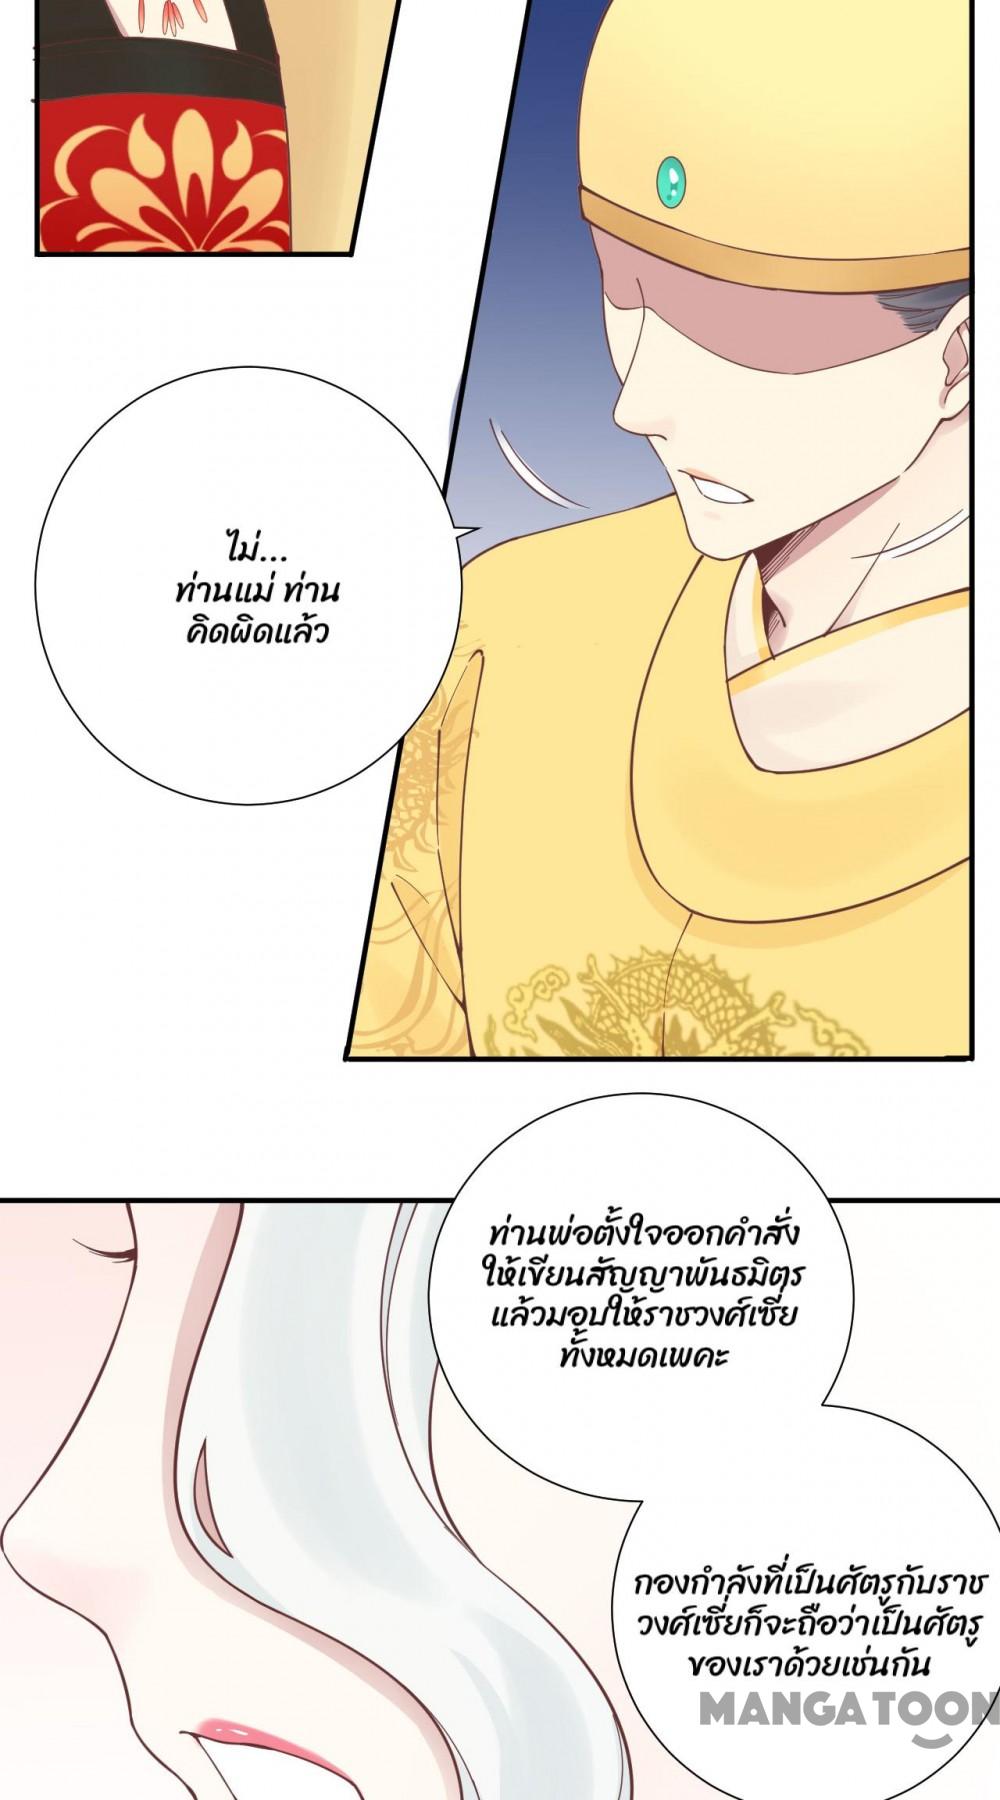 ไม่...
ท่านแม่ ท่าน
คิดผิดแล้ว
ท่านพ่อตั้งใจออกคำสั่ง
ให้เขียนสัญญาพันธมิตร
แล้วมอบให้ราชวงศ์เซี่ย
ทั้งหมดเพคะ
กองกำลังที่เป็นศัตรูกับราช
วงศ์เซี่ยก็จะถือว่าเป็นศัตรู
ของเราด้วยเช่นกัน
MANGATOON